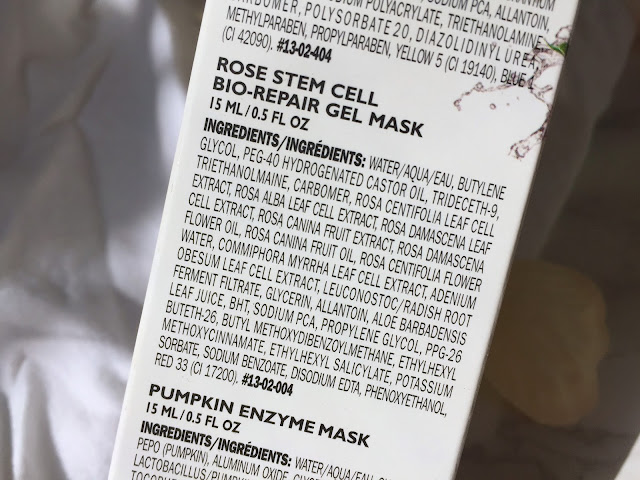 SODIUM PCA, ALLANTOIN,
POLYACRYLATE, TRIETHANOLAMINE,
POLYSORBATE 20, DIAZOLIDINYL UREA,
METHYLPARABEN, PROPYLPARABEN, YELLOW 5 (CI 19140), BLUE 1
(CI 42090). #13-02-404
ROSE STEM CELL
BIO-REPAIR GEL MASK
15 ML/0.5 FL OZ
INGREDIENTS/INGRÉDIENTS: WATER/AQUA/EAU, BUTYLENE
GLYCOL, PEG-40 HYDROGENATED CASTOR OIL, TRIDECETH-9,
TRIETHANOLMAINE, CARBOMER, ROSA CENTIFOLIA LEAF CELL
EXTRACT, ROSA ALBA LEAF CELL EXTRACT, ROSA DAMASCENA LEAF
CELL EXTRACT, ROSA CANINA FRUIT EXTRACT, ROSA DAMASCENA
FLOWER OIL, ROSA CANINA FRUIT OIL, ROSA CENTIFOLIA FLOWER
WATER, COMMIPHORA MYRRHA LEAF CELL EXTRACT, ADENIUM
OBESUM LEAF CELL EXTRACT, LEUCONOSTOC/RADISH ROOT
FERMENT FILTRATE, GLYCERIN, ALLANTOIN, ALOE BARBADENSIS
LEAF JUICE, BHT, SODIUM PCA, PROPYLENE GLYCOL, PPG-26
BUTETH-26, BUTYL METHOXYDIBENZOYLMETHANE, ETHYLHEXYL
METHOXYCINNAMATE, ETHYLHEXYL SALICYLATE, POTASSIUM
SORBATE, SODIUM BENZOATE, DISODIUM EDTA, PHENOXYETHANOL,
RED 33 (CI 17200). #13-02-004
PUMPKIN ENZYME MASK
15 ML/0.5 FL OZ
INGREDIENTS/INGRÉDIENTS: WATER/AQUA/EAU,
PEPO (PUMPKIN), ALUMINUM OXIDE,
LACTOBACILLUS/PUMPKIN